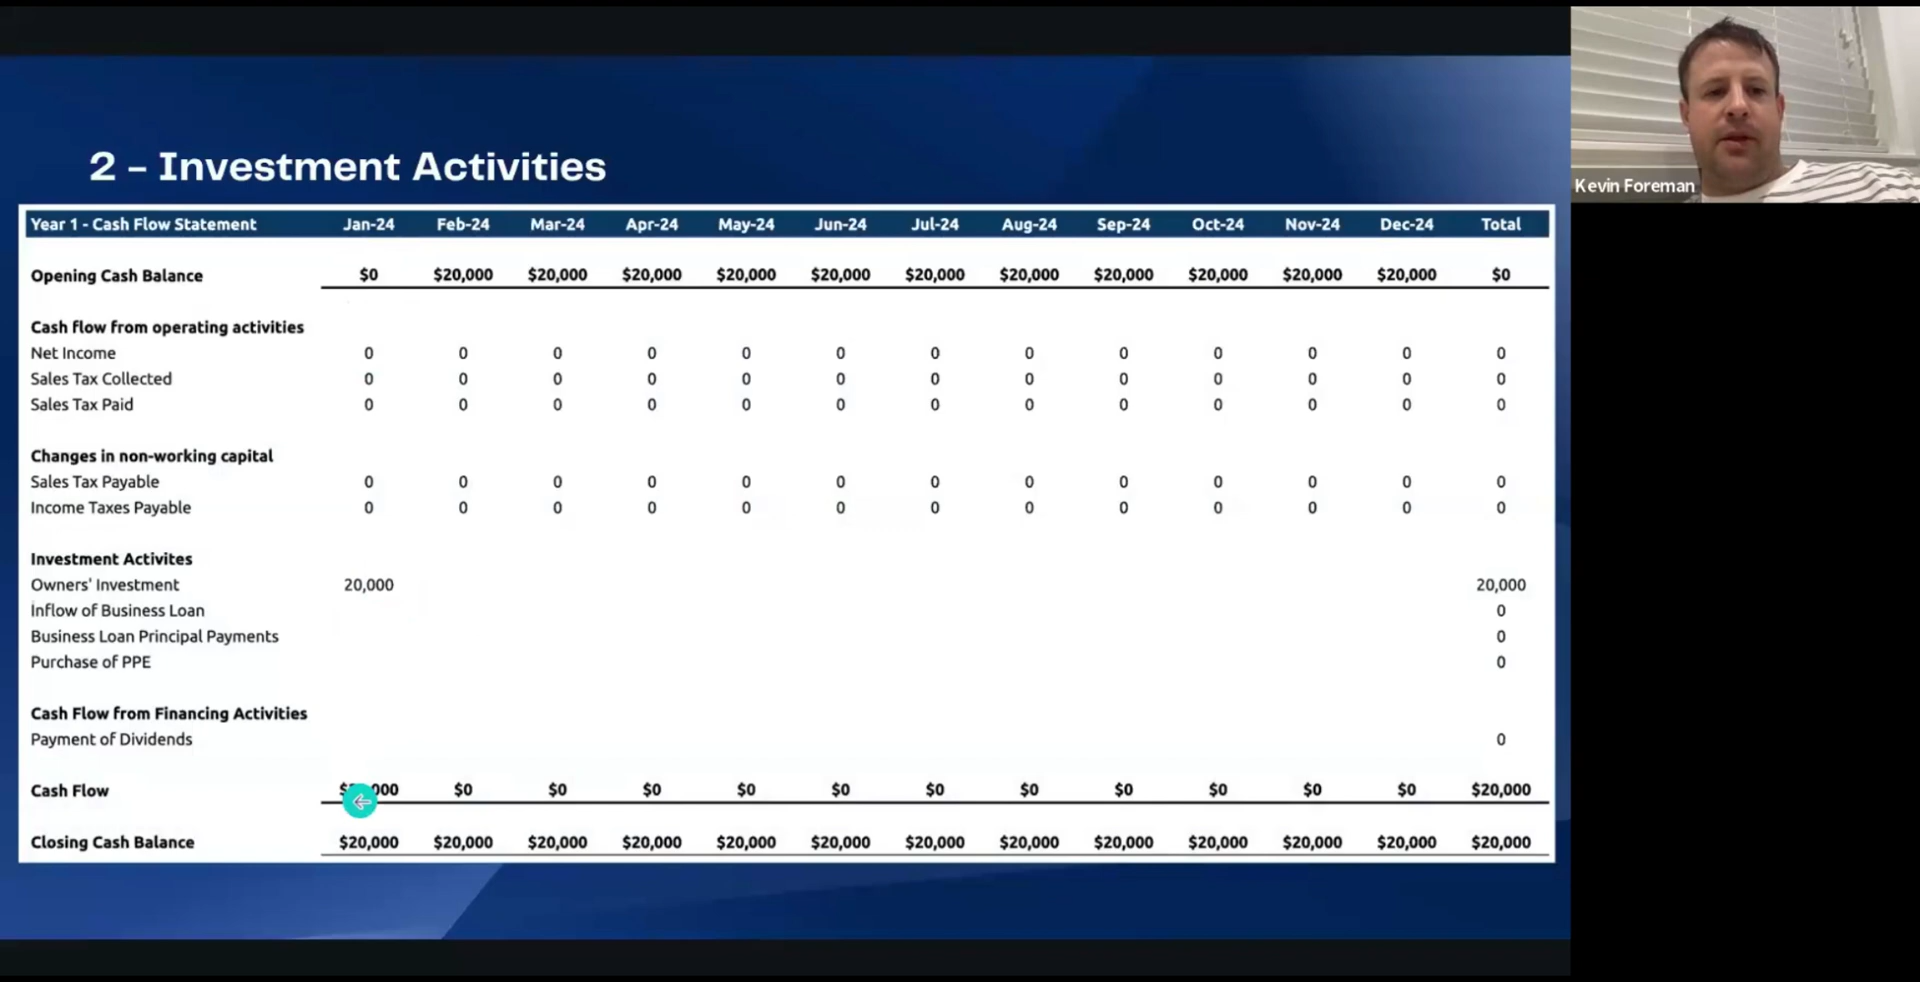 2 – Investment Activities
Kevin Foreman
Year 1 - Cash Flow Statement Jan-24 Feb-24 Mar-24 Apr-24 May-24 Jun-24 Jul-24 Aug-24 Sep-24 Oct-24 Nov-24 Dec-24 Total
Opening Cash Balance $0 $20,000 $20,000 $20,000 $20,000 $20,000 $20,000 $20,000 $20,000 $20,000 $20,000 $20,000 $0
Cash flow from operating activities
Net Income 0 0 0 0 0 0 0 0 0 0 0 0 0
Sales Tax Collected 0 0 0 0 0 0 0 0 0 0 0 0 0
Sales Tax Paid 0 0 0 0 0 0 0 0 0 0 0 0 0
Changes in non-working capital
Sales Tax Payable 0 0 0 0 0 0 0 0 0 0 0 0 0
Income Taxes Payable 0 0 0 0 0 0 0 0 0 0 0 0 0
Investment Activites
Owners' Investment 20,000 20,000
Inflow of Business Loan 0
Business Loan Principal Payments 0
Purchase of PPE 0
Cash Flow from Financing Activities
Payment of Dividends 0
Cash Flow $0 $0 $0 $0 $0 $0 $0 $0 $0 $0 $0 $20,000
Closing Cash Balance $20,000 $20,000 $20,000 $20,000 $20,000 $20,000 $20,000 $20,000 $20,000 $20,000 $20,000 $20,000 $20,000